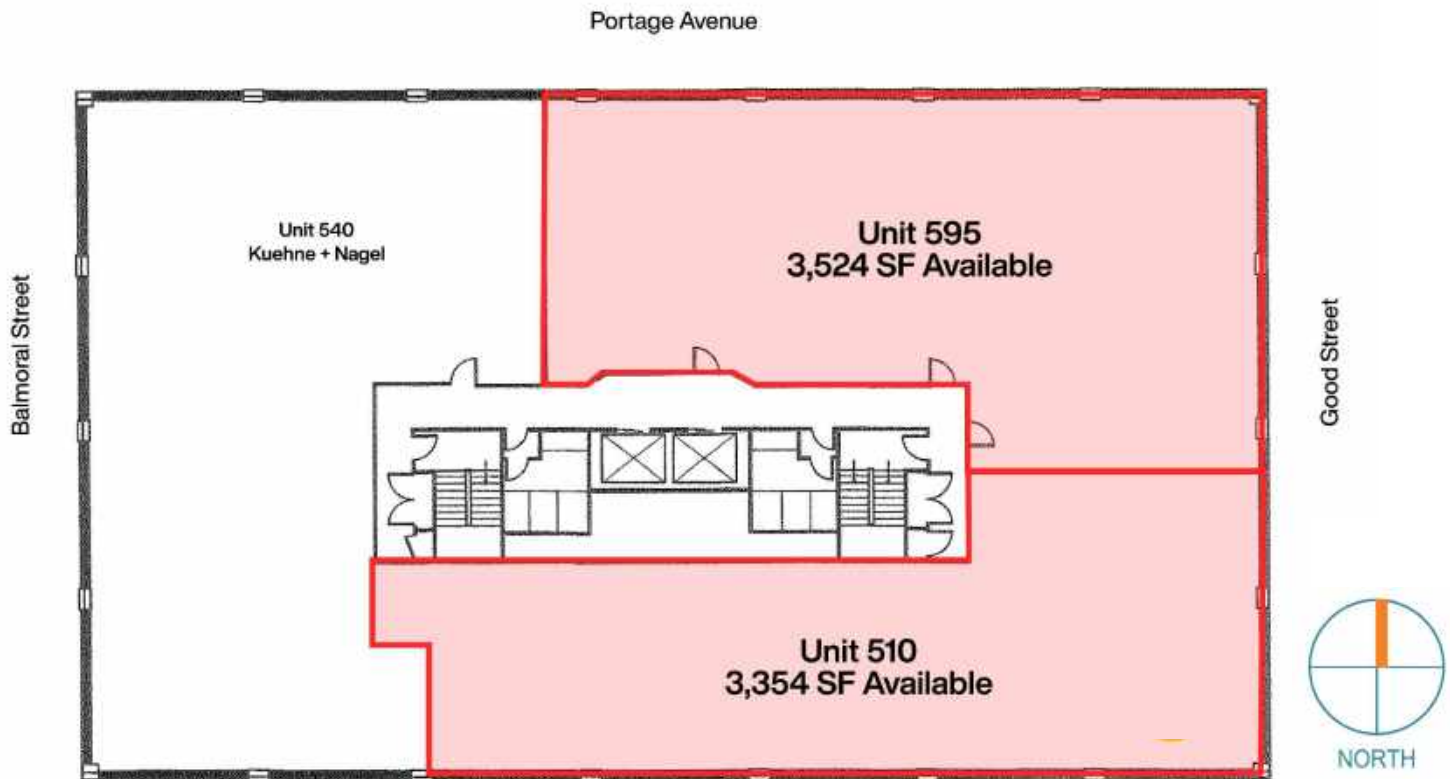 Portage Avenue
Unit 540
Kuehne + Nagel
Unit 595
3,524 SF Available
Balmoral Street
Good Street
Unit 510
3,354 SF Available
NORTH